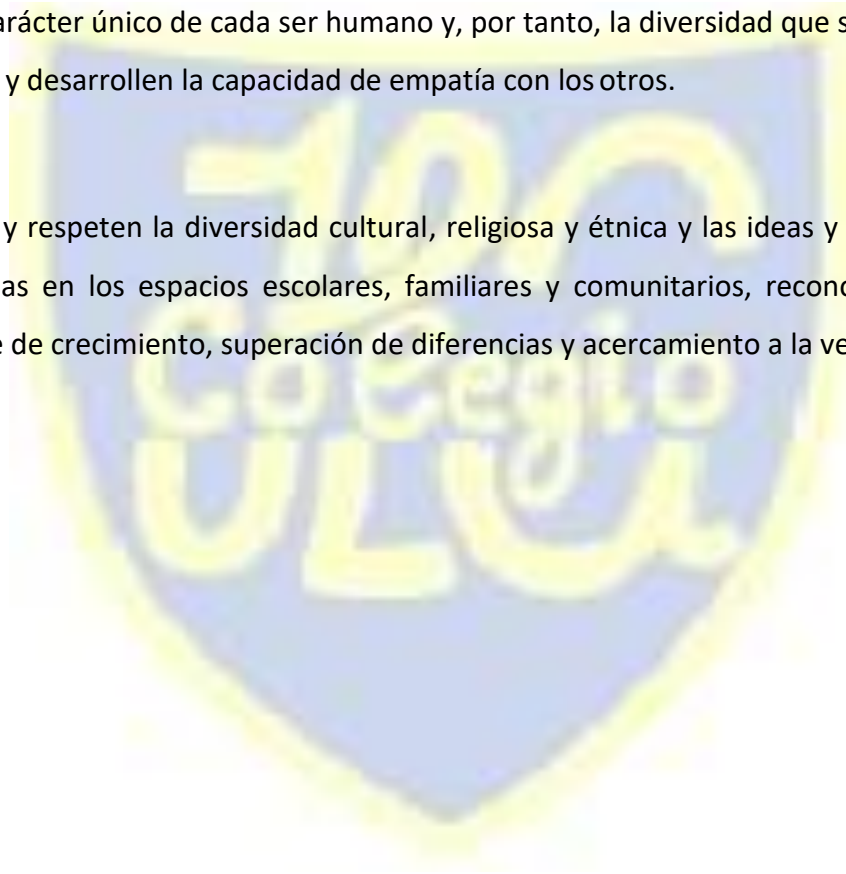 arácter único de cada ser humano y, por tanto, la diversidad que s
y desarrollen la capacidad de empatía con los otros.
y respeten la diversidad cultural, religiosa y étnica y las ideas y
as en los espacios escolares, familiares y comunitarios, recono
e de crecimiento, superación de diferencias y acercamiento a la ve
Colegio